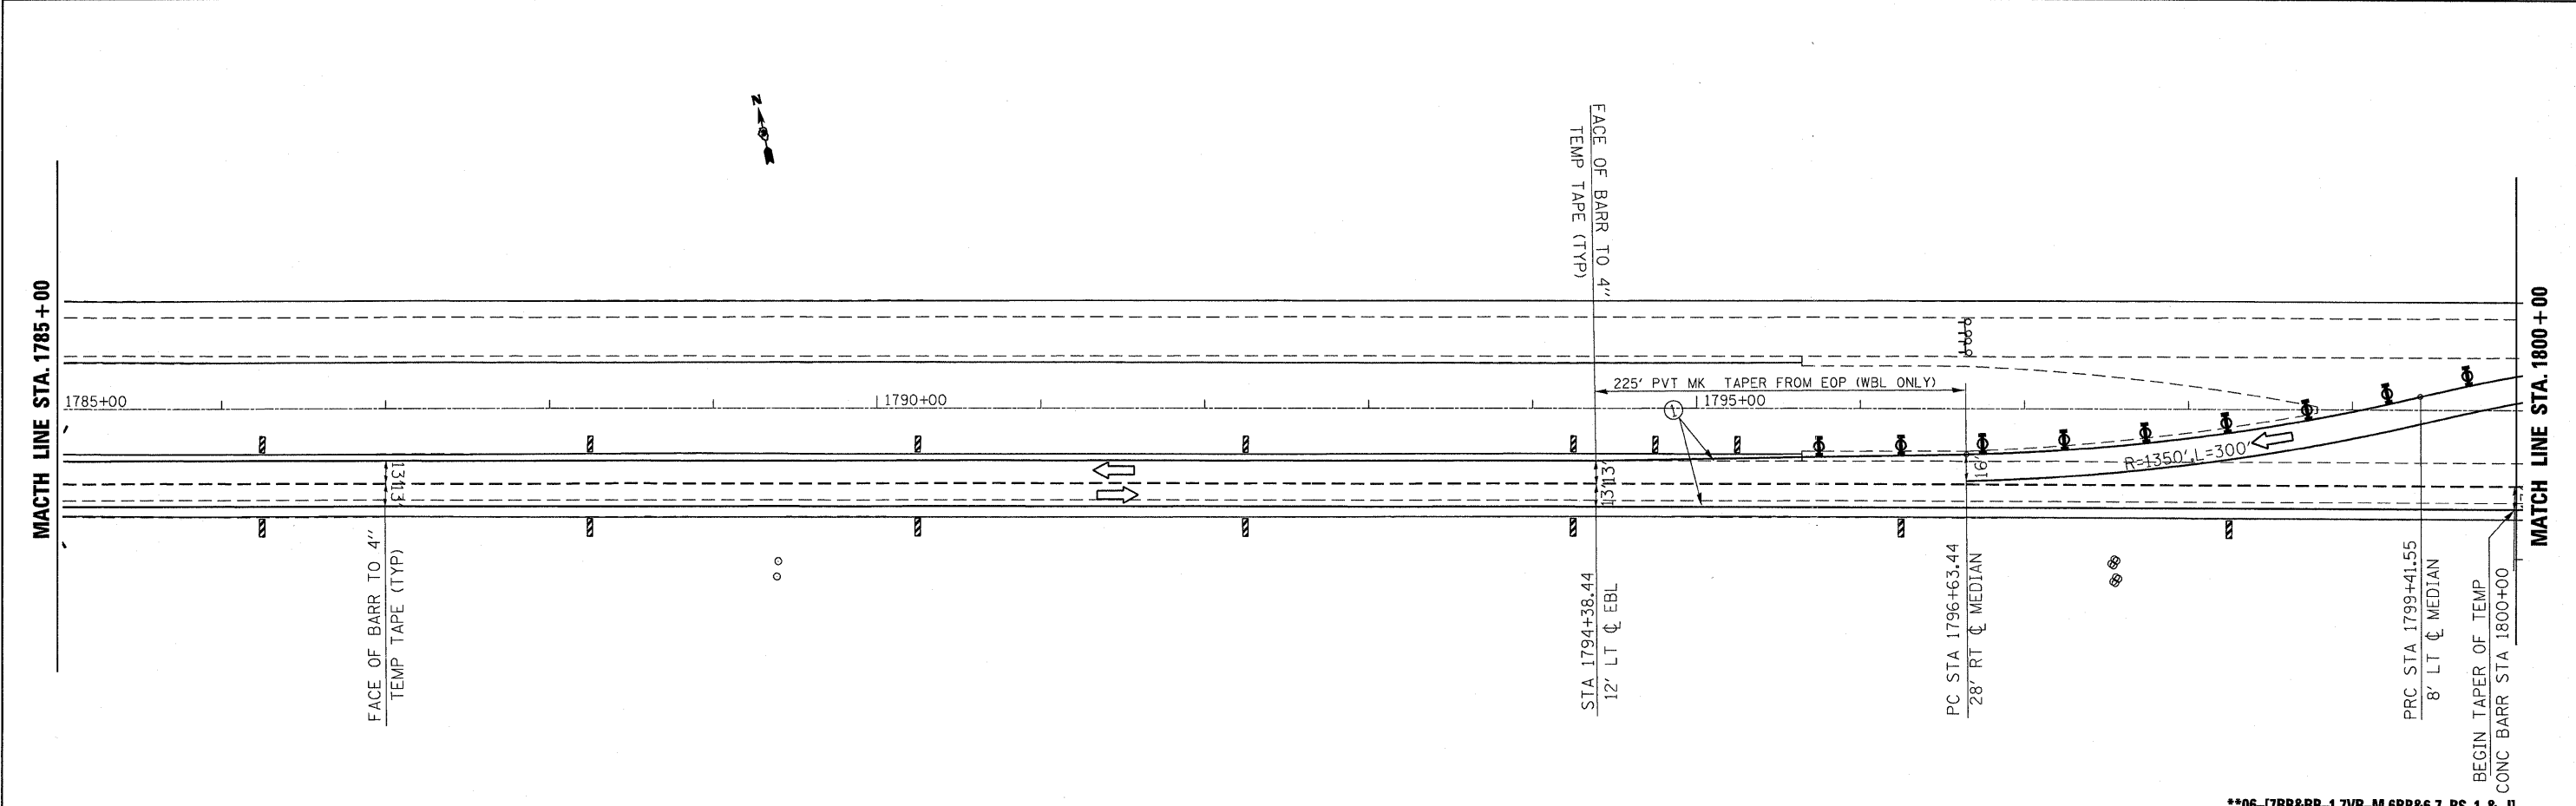 N
FACE OF BARR TO 4''
TEMP TAPE (TYP)
MACTH LINE STA. 1785+00
MATCH LINE STA. 1800+00
225' PVT MK TAPER FROM EOP (WBL ONLY)
1785+00
1790+00
1795+00
1
13'
13'
13'
13'
16'
R=1350', L=300'
FACE OF BARR TO 4''
TEMP TAPE (TYP)
STA 1794+38.44
12' LT ℄ EBL
PC STA 1796+63.44
28' RT ℄ MEDIAN
PRC STA 1799+41.55
8' LT ℄ MEDIAN
BEGIN TAPER OF TEMP
CONC BARR STA 1800+00